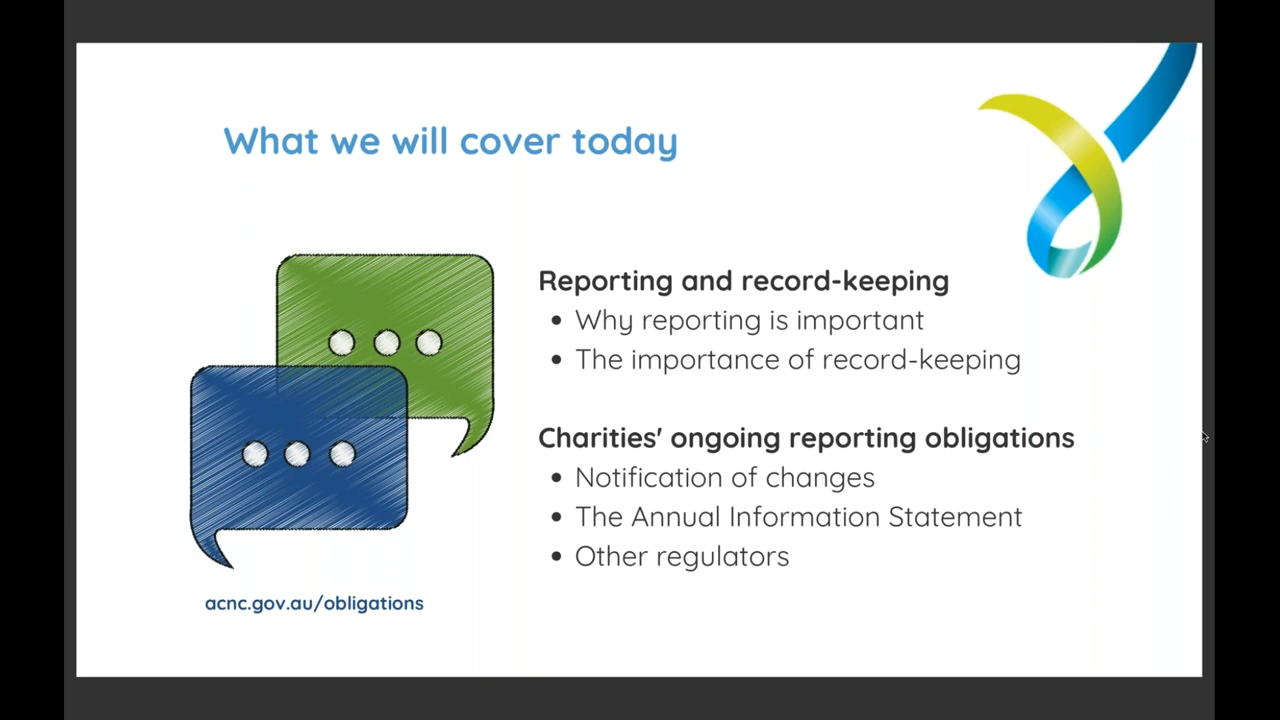 What we will cover today
Reporting and record-keeping
• Why reporting is important
• The importance of record-keeping
Charities' ongoing reporting obligations
• Notification of changes
• The Annual Information Statement
• Other regulators
acnc.gov.au/obligations